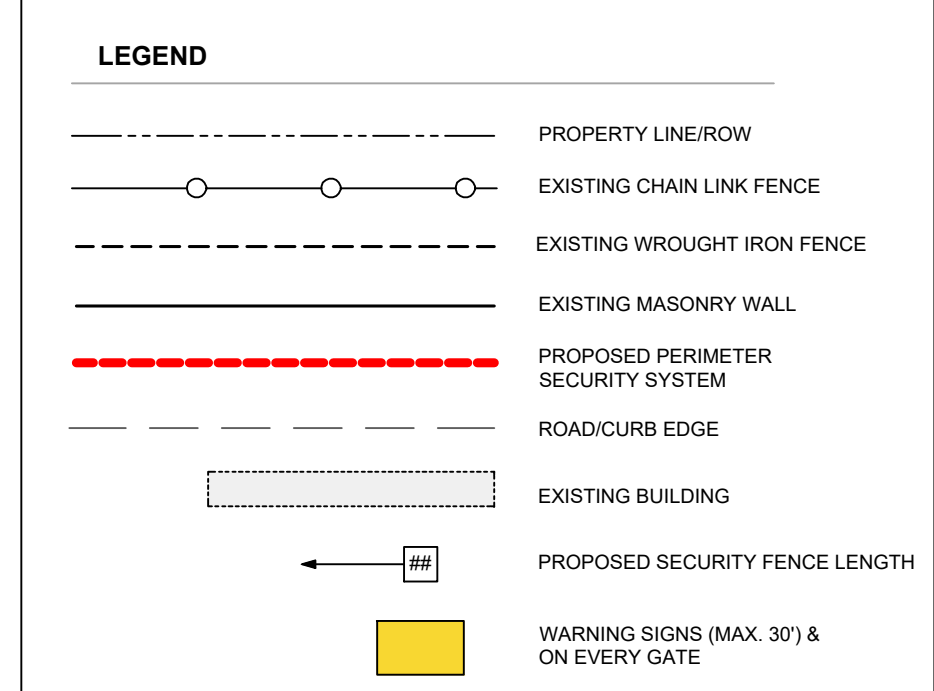 LEGEND
PROPERTY LINE/ROW
EXISTING CHAIN LINK FENCE
EXISTING WROUGHT IRON FENCE
EXISTING MASONRY WALL
PROPOSED PERIMETER
SECURITY SYSTEM
ROAD/CURB EDGE
EXISTING BUILDING
## PROPOSED SECURITY FENCE LENGTH
WARNING SIGNS (MAX. 30') &
ON EVERY GATE